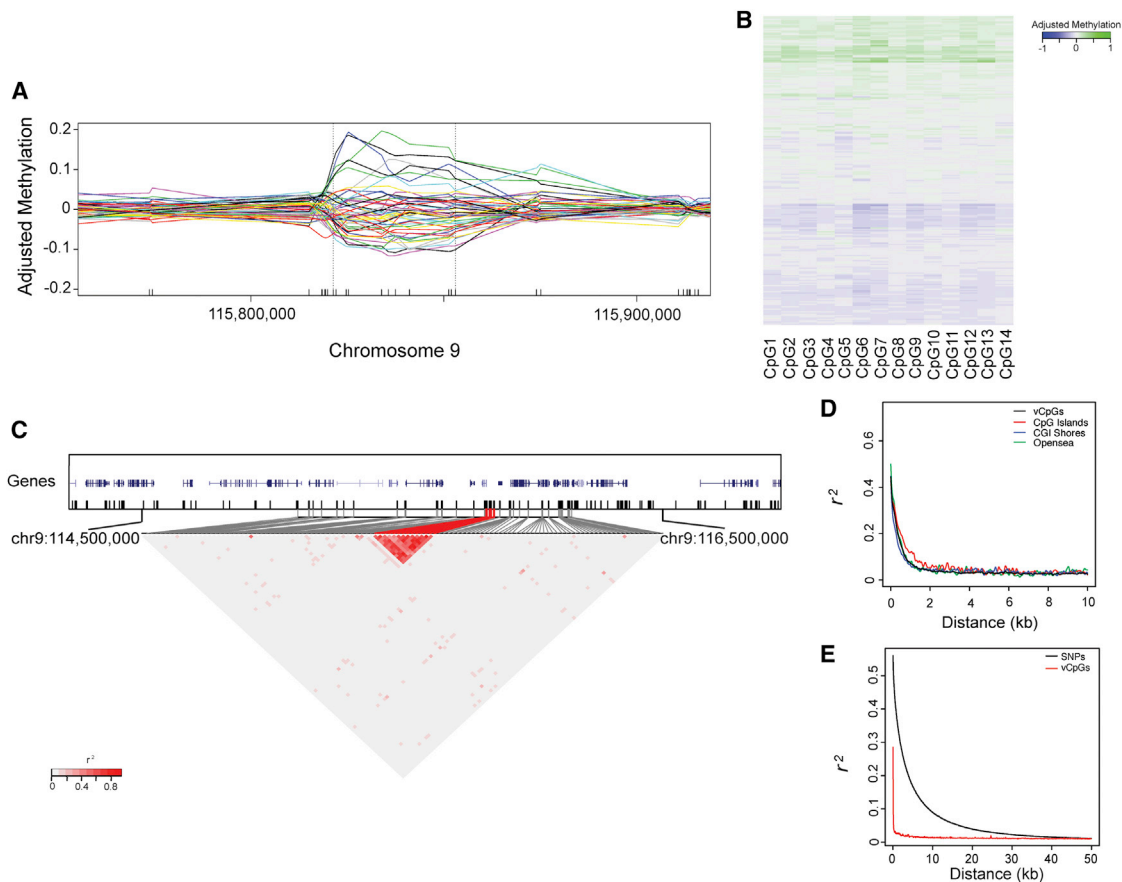 A
Adjusted Methylation
0.2
0.1
0
-0.1
-0.2
115,800,000
115,900,000
Chromosome 9
B
Adjusted Methylation
-1 0 1
CpG1
CpG2
CpG3
CpG4
CpG5
CpG6
CpG7
CpG8
CpG9
CpG10
CpG11
CpG12
CpG13
CpG14
C
Genes
chr9:114,500,000
chr9:116,500,000
r²
0 0.4 0.8
D
vCpGs
CpG Islands
CGI Shores
Opensea
r²
0.6
0.4
0.2
0
0 2 4 6 8 10
Distance (kb)
E
SNPs
vCpGs
r²
0.5
0.4
0.3
0.2
0.1
0
0 10 20 30 40 50
Distance (kb)